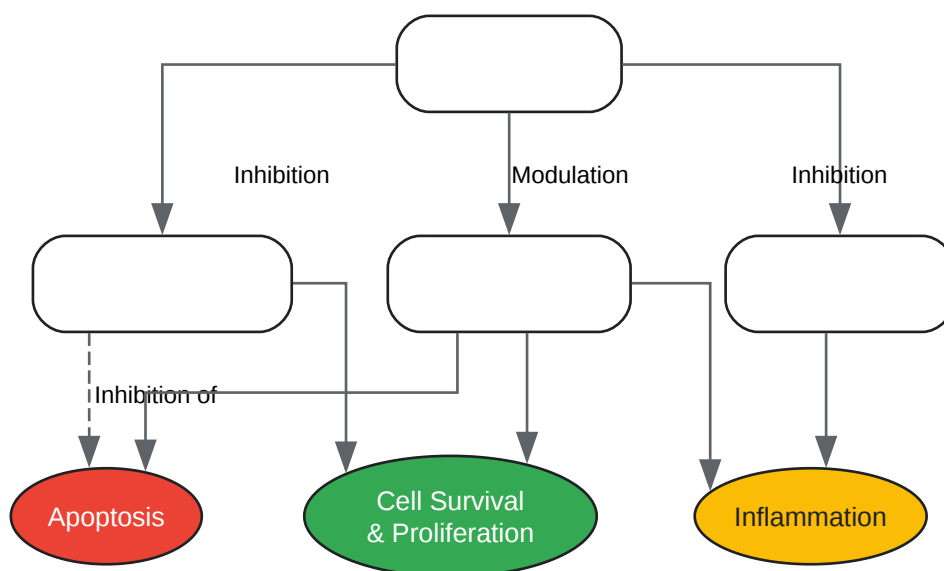 Inhibition
Modulation
Inhibition
Inhibition of
Apoptosis
Cell Survival
& Proliferation
Inflammation